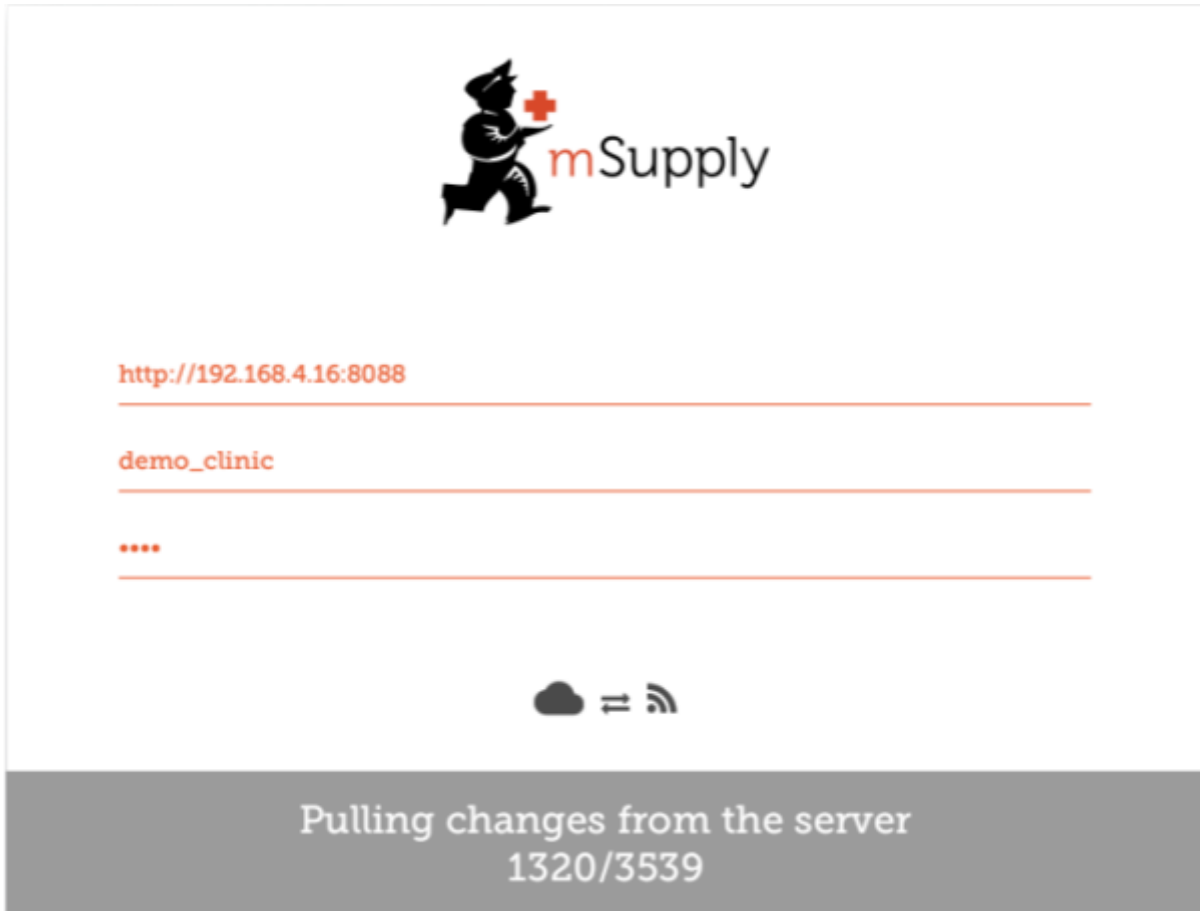 mSupply
http://192.168.4.16:8088
demo_clinic
••••
Pulling changes from the server
1320/3539